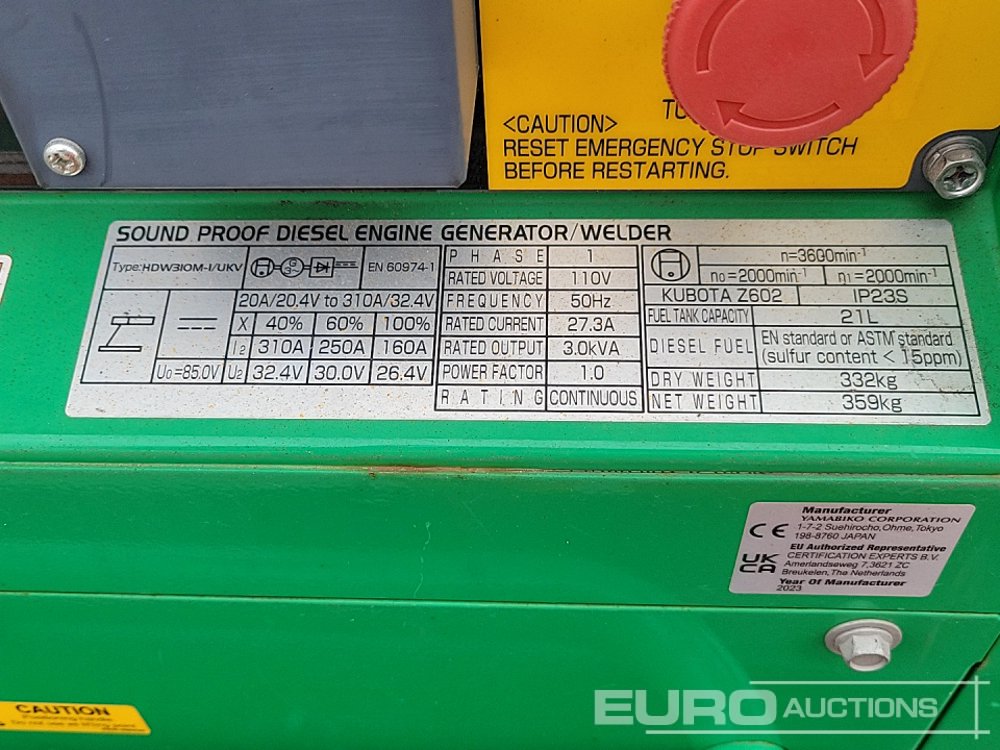 TU
<CAUTION>
RESET EMERGENCY STOP SWITCH
BEFORE RESTARTING.
SOUND PROOF DIESEL ENGINE GENERATOR/WELDER
Type:HDW310M-I/UKV G 3~ EN 60974-1
20A/20.4V to 310A/32.4V
X 40% 60% 100%
I2 310A 250A 160A
U0=85.0V U2 32.4V 30.0V 26.4V
PHASE 1
RATED VOLTAGE 110V
FREQUENCY 50Hz
RATED CURRENT 27.3A
RATED OUTPUT 3.0kVA
POWER FACTOR 1.0
RATING CONTINUOUS
n=3600min-1
n0=2000min-1 n1=2000min-1
KUBOTA Z602 IP23S
FUEL TANK CAPACITY 21L
DIESEL FUEL EN standard or ASTM standard
(sulfur content < 15ppm)
DRY WEIGHT 332kg
NET WEIGHT 359kg
CE
UKCA
Manufacturer
YAMABIKO CORPORATION
1-7-2 Suehirocho,Ohme,Tokyo
198-8760 JAPAN
EU Authorized Representative
CERTIFICATION EXPERTS B.V.
Amerlandseweg 7,3621 ZC
Breukelen,The Netherlands
Year Of Manufacturer
2023
CAUTION
EURO AUCTIONS